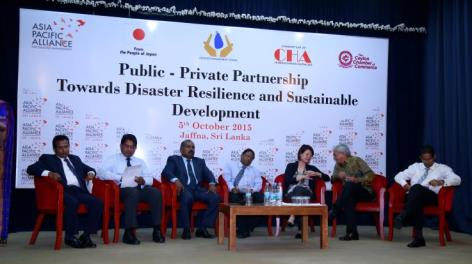 ASIA
PACIFIC
ALLIANCE
From
the People of Japan
CHA
The
Ceylon
Chamber of
Commerce
Public - Private Partnership
Towards Disaster Resilience and Sustainable
Development
5th October 2015
Jaffna, Sri Lanka